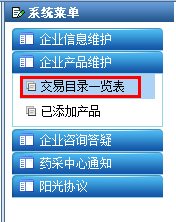 系统菜单
企业信息维护
企业产品维护
交易目录一览表
已添加产品
企业咨询答疑
药采中心通知
阳光协议